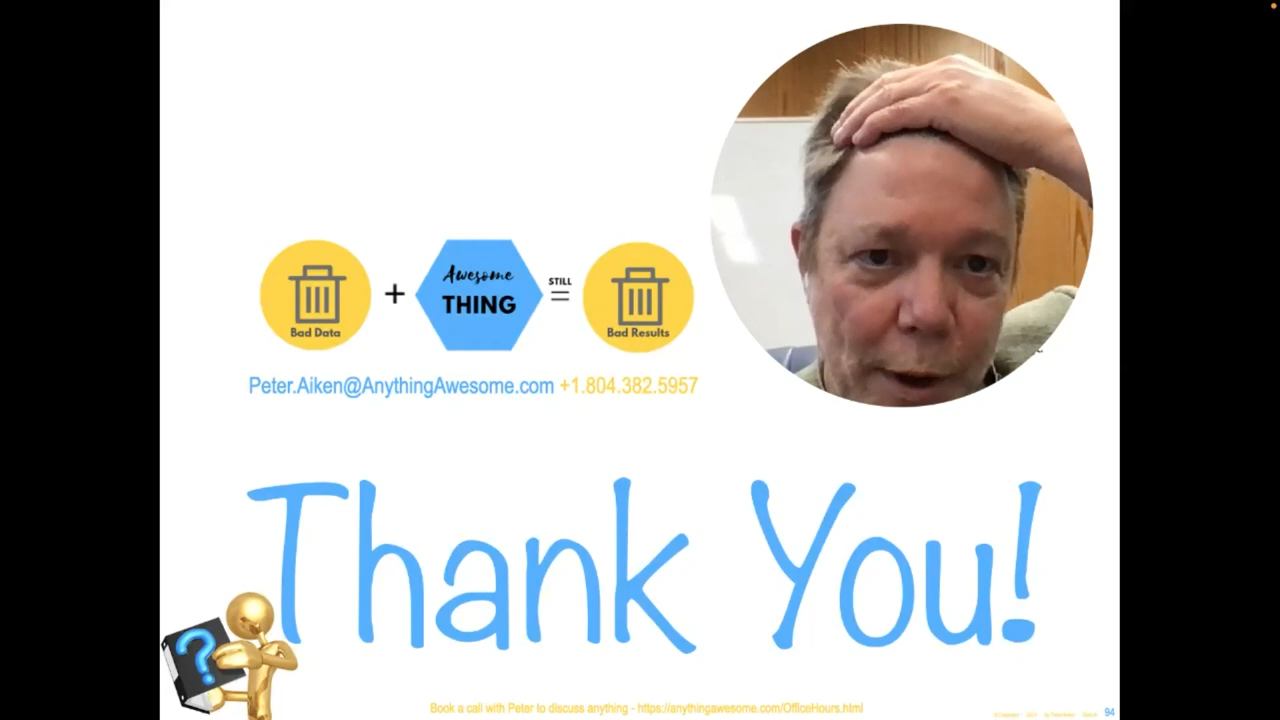 Awesome
THING
+
STILL
=
Bad Data
Bad Results
Peter.Aiken@AnythingAwesome.com +1.804.382.5957
Thank You!
?
Book a call with Peter to discuss anything - https://anythingawesome.com/OfficeHours.html
94